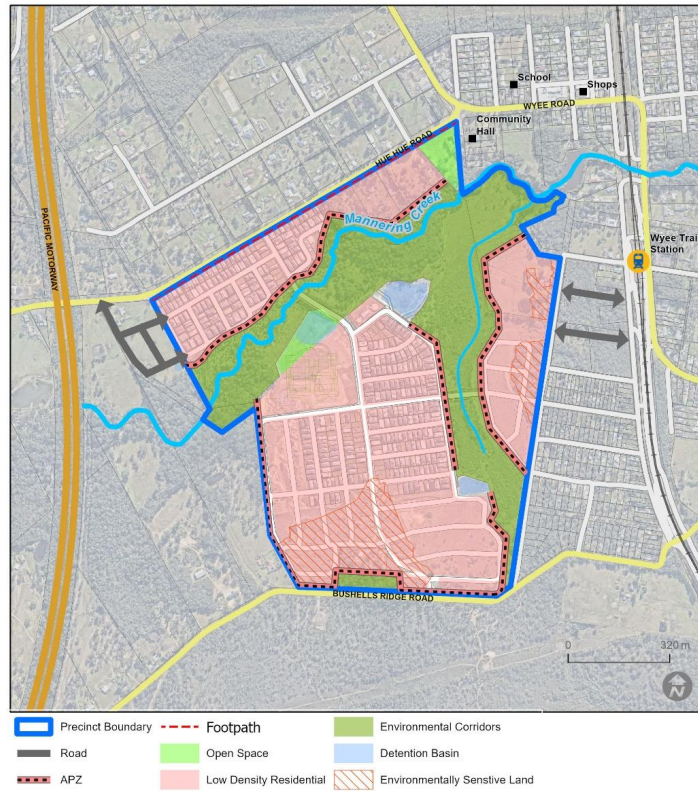 School
Shops
WYEE ROAD
Community
Hall
HUE HUE ROAD
Mannering Creek
PACIFIC MOTORWAY
Wyee Trai
Station
BUSHELLS RIDGE ROAD
0 320 m
N
Precinct Boundary
Footpath
Environmental Corridors
Road
Open Space
Detention Basin
APZ
Low Density Residential
Environmentally Senstive Land